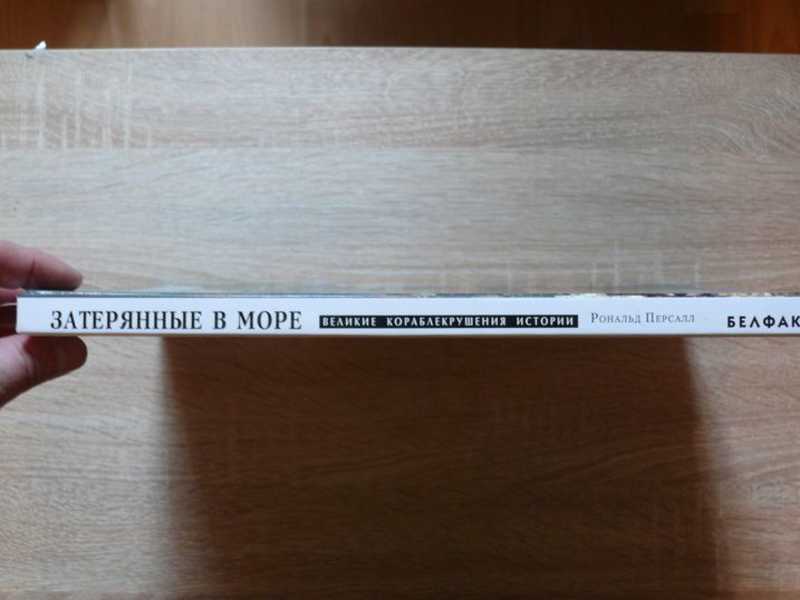 ЗАТЕРЯННЫЕ В МОРЕ ВЕЛИКИЕ КОРАБЛЕКРУШЕНИЯ ИСТОРИИ Рональд Персалл БЕЛФАК